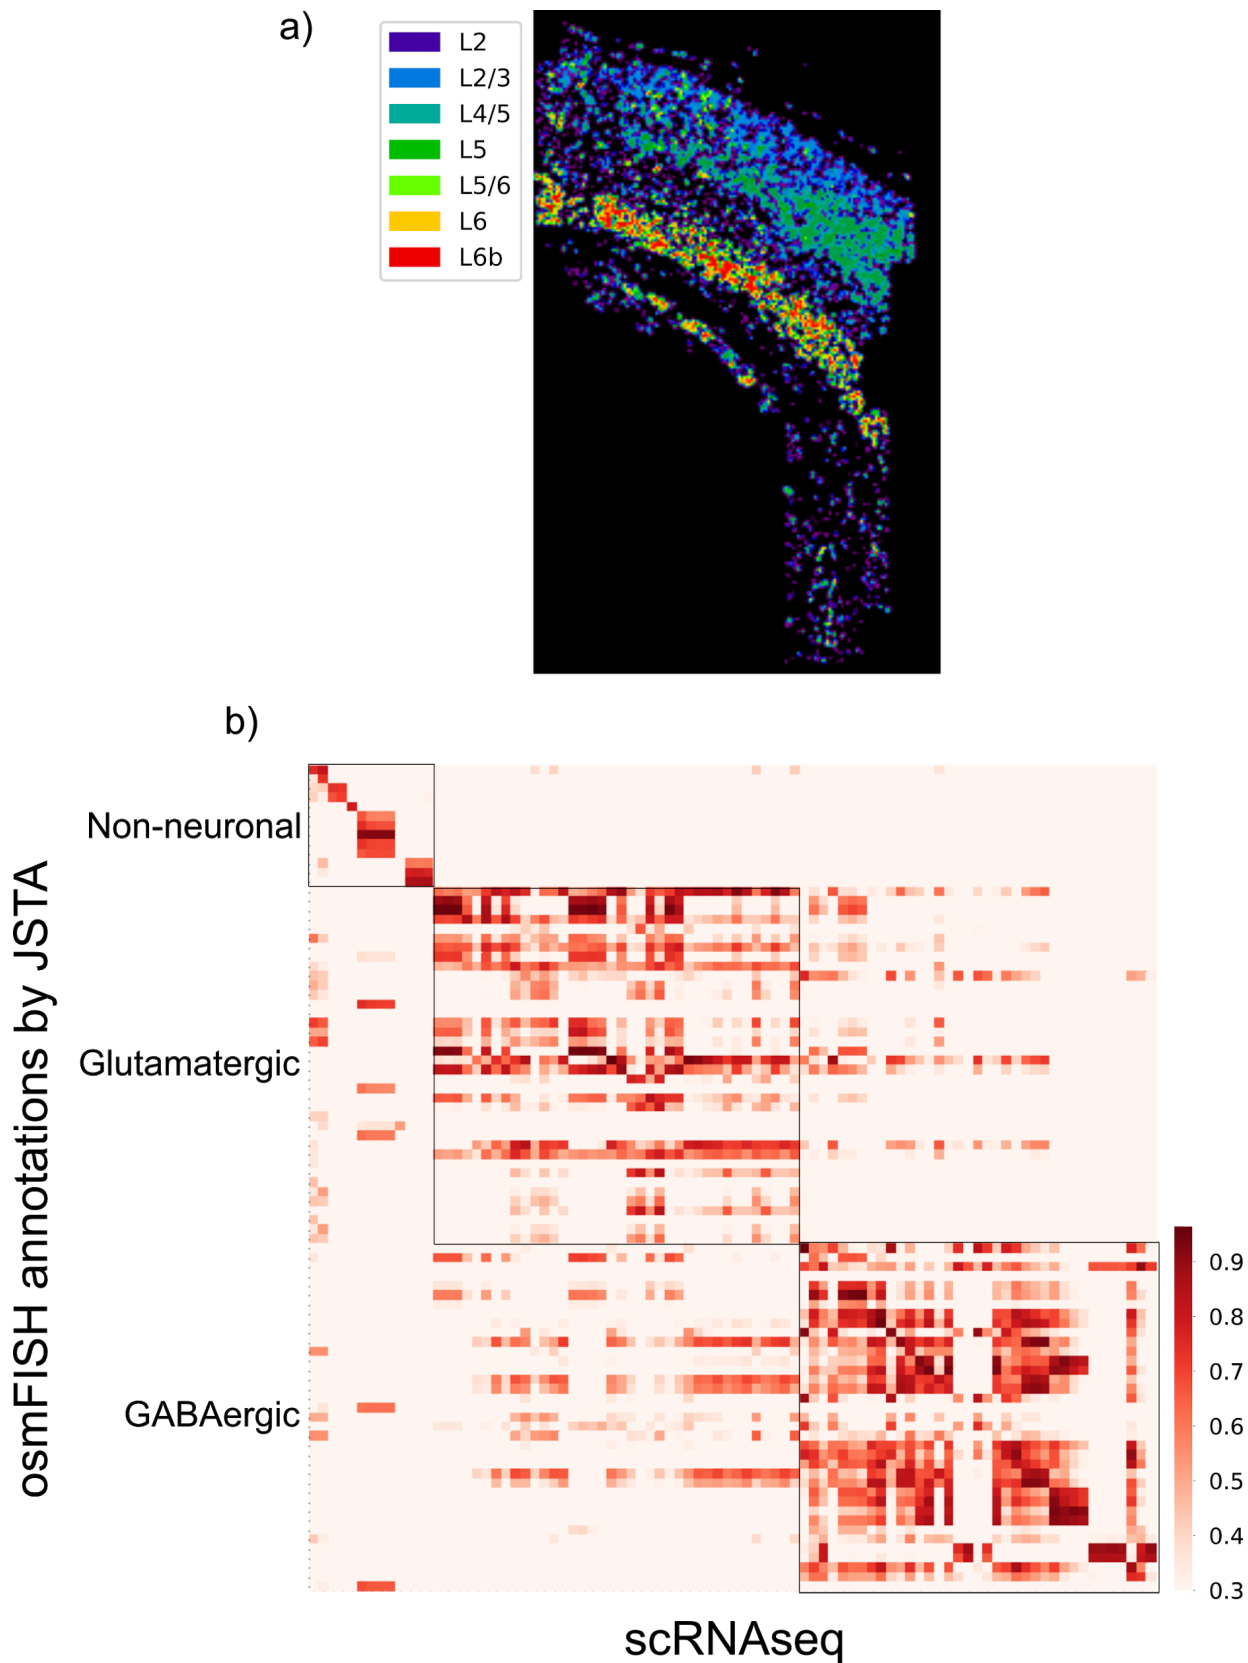 a)
L2
L2/3
L4/5
L5
L5/6
L6
L6b
b)
osmFISH annotations by JSTA
Non-neuronal
Glutamatergic
GABAergic
0.9
0.8
0.7
0.6
0.5
0.4
0.3
scRNAseq